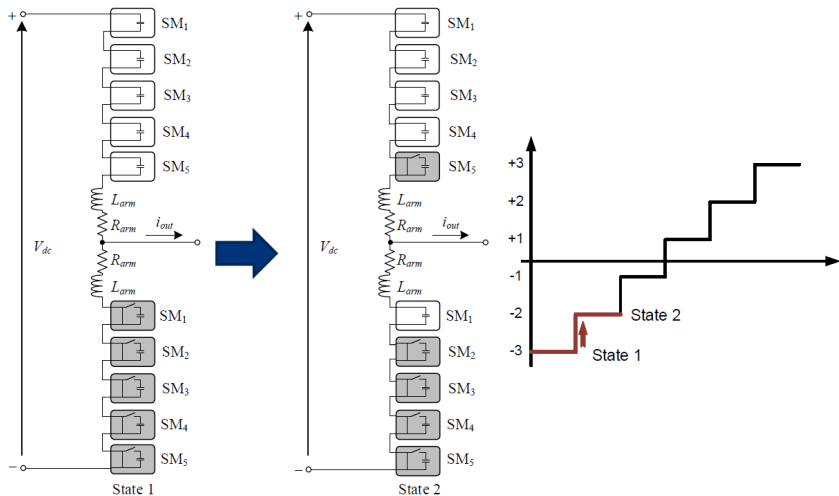 +
SM1
SM2
SM3
SM4
SM5
Larm
Rarm
iout
Vdc
Rarm
Larm
SM1
SM2
SM3
SM4
SM5
−
State 1
+
SM1
SM2
SM3
SM4
SM5
Larm
Rarm
iout
Vdc
Rarm
Larm
SM1
SM2
SM3
SM4
SM5
−
State 2
+3
+2
+1
-1
-2
State 2
State 1
-3